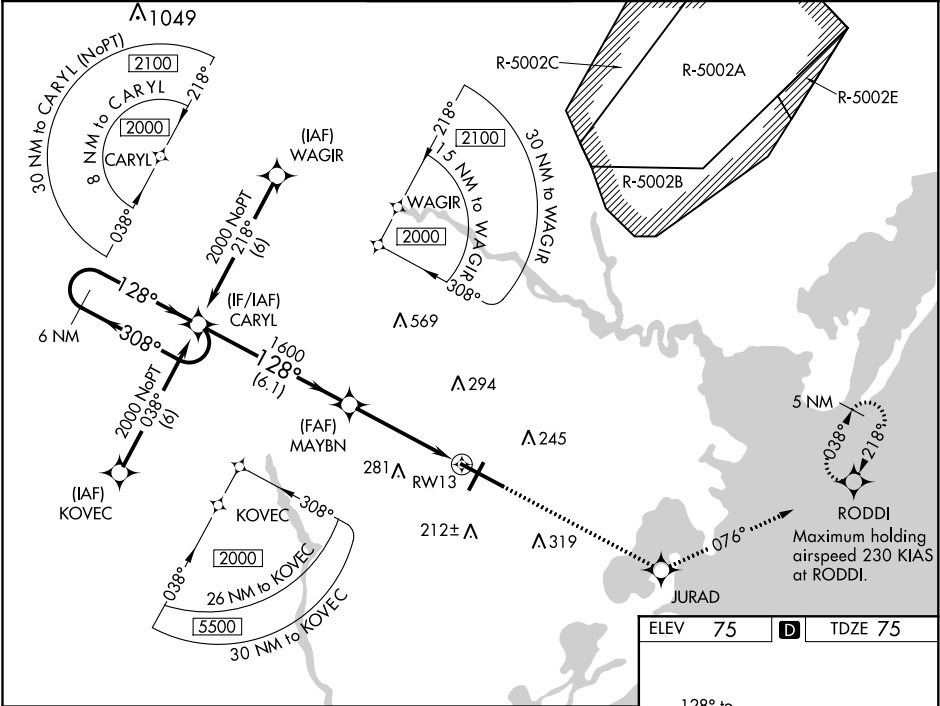 1049
30 NM to CARYL (NoPT)
2100
218°
8 NM to CARYL
2000
CARYL
038°
(IAF)
WAGIR
2000 NoPT
218°
(6)
218°
2100
30 NM to WAGIR
15 NM to WAGIR
WAGIR
2000
308°
R-5002C
R-5002A
R-5002E
R-5002B
128°
308°
6 NM
(IF/IAF)
CARYL
1600
128°
(6.1)
2000 NoPT
038°
(6)
(IAF)
KOVEC
(FAF)
MAYBN
569
294
245
281
RW13
212±
319
5 NM
038°
218°
RODDI
Maximum holding
airspeed 230 KIAS
at RODDI.
076°
JURAD
308°
KOVEC
038°
2000
26 NM to KOVEC
5500
30 NM to KOVEC
ELEV 75 D TDZE 75
128° to